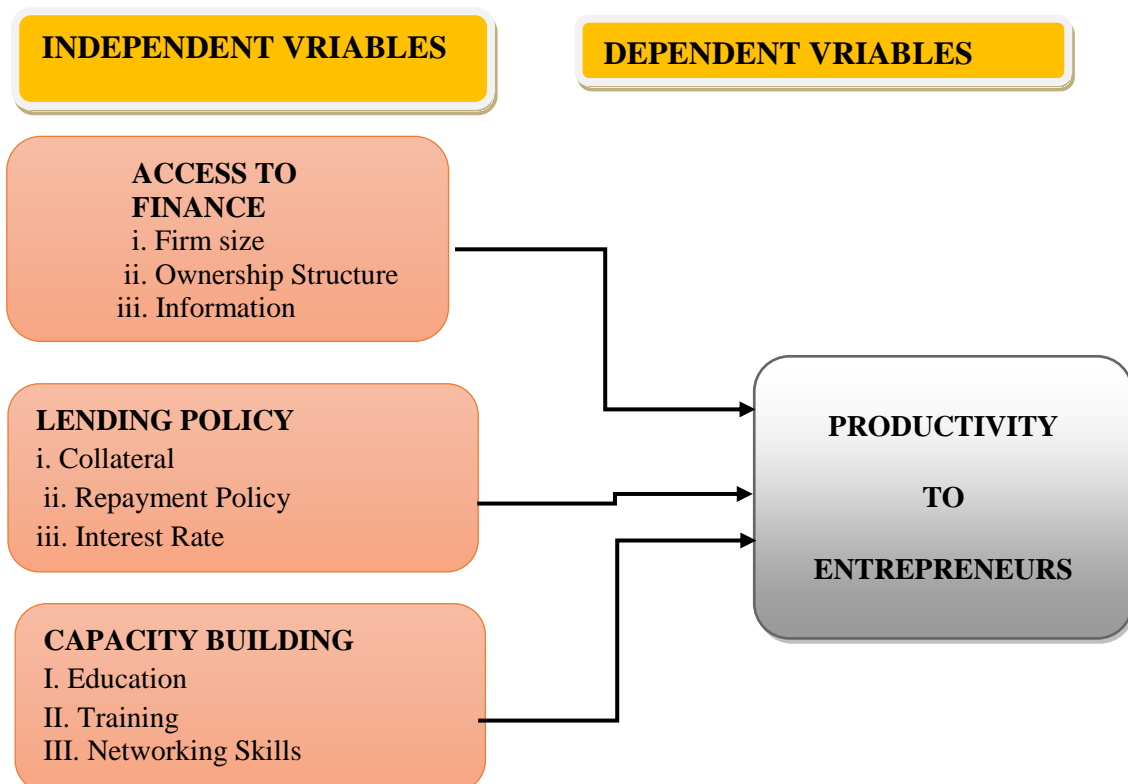 INDEPENDENT VRIABLES
DEPENDENT VRIABLES
ACCESS TO
FINANCE
i. Firm size
ii. Ownership Structure
iii. Information
LENDING POLICY
i. Collateral
ii. Repayment Policy
iii. Interest Rate
CAPACITY BUILDING
I. Education
II. Training
III. Networking Skills
PRODUCTIVITY
TO
ENTREPRENEURS